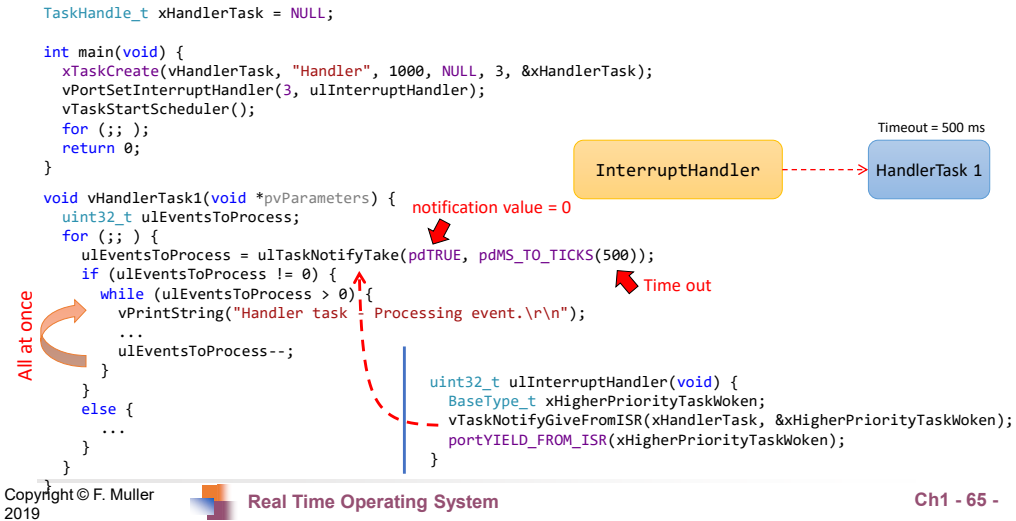 TaskHandle_t xHandlerTask = NULL;
int main(void) {
xTaskCreate(vHandlerTask, "Handler", 1000, NULL, 3, &xHandlerTask);
vPortSetInterruptHandler(3, ulInterruptHandler);
vTaskStartScheduler();
for (;; );
return 0;
}
Timeout = 500 ms
InterruptHandler
HandlerTask 1
void vHandlerTask1(void *pvParameters) {
uint32_t ulEventsToProcess;
notification value = 0
for (;; ) {
ulEventsToProcess = ulTaskNotifyTake(pdTRUE, pdMS_TO_TICKS(500));
if (ulEventsToProcess != 0) {
Time out
while (ulEventsToProcess > 0) {
vPrintString("Handler task - Processing event.\r\n");
...
ulEventsToProcess--;
}
}
else {
...
}
}
}
All at once
uint32_t ulInterruptHandler(void) {
BaseType_t xHigherPriorityTaskWoken;
vTaskNotifyGiveFromISR(xHandlerTask, &xHigherPriorityTaskWoken);
portYIELD_FROM_ISR(xHigherPriorityTaskWoken);
}
Copyright © F. Muller
2019
Real Time Operating System
Ch1 - 65 -